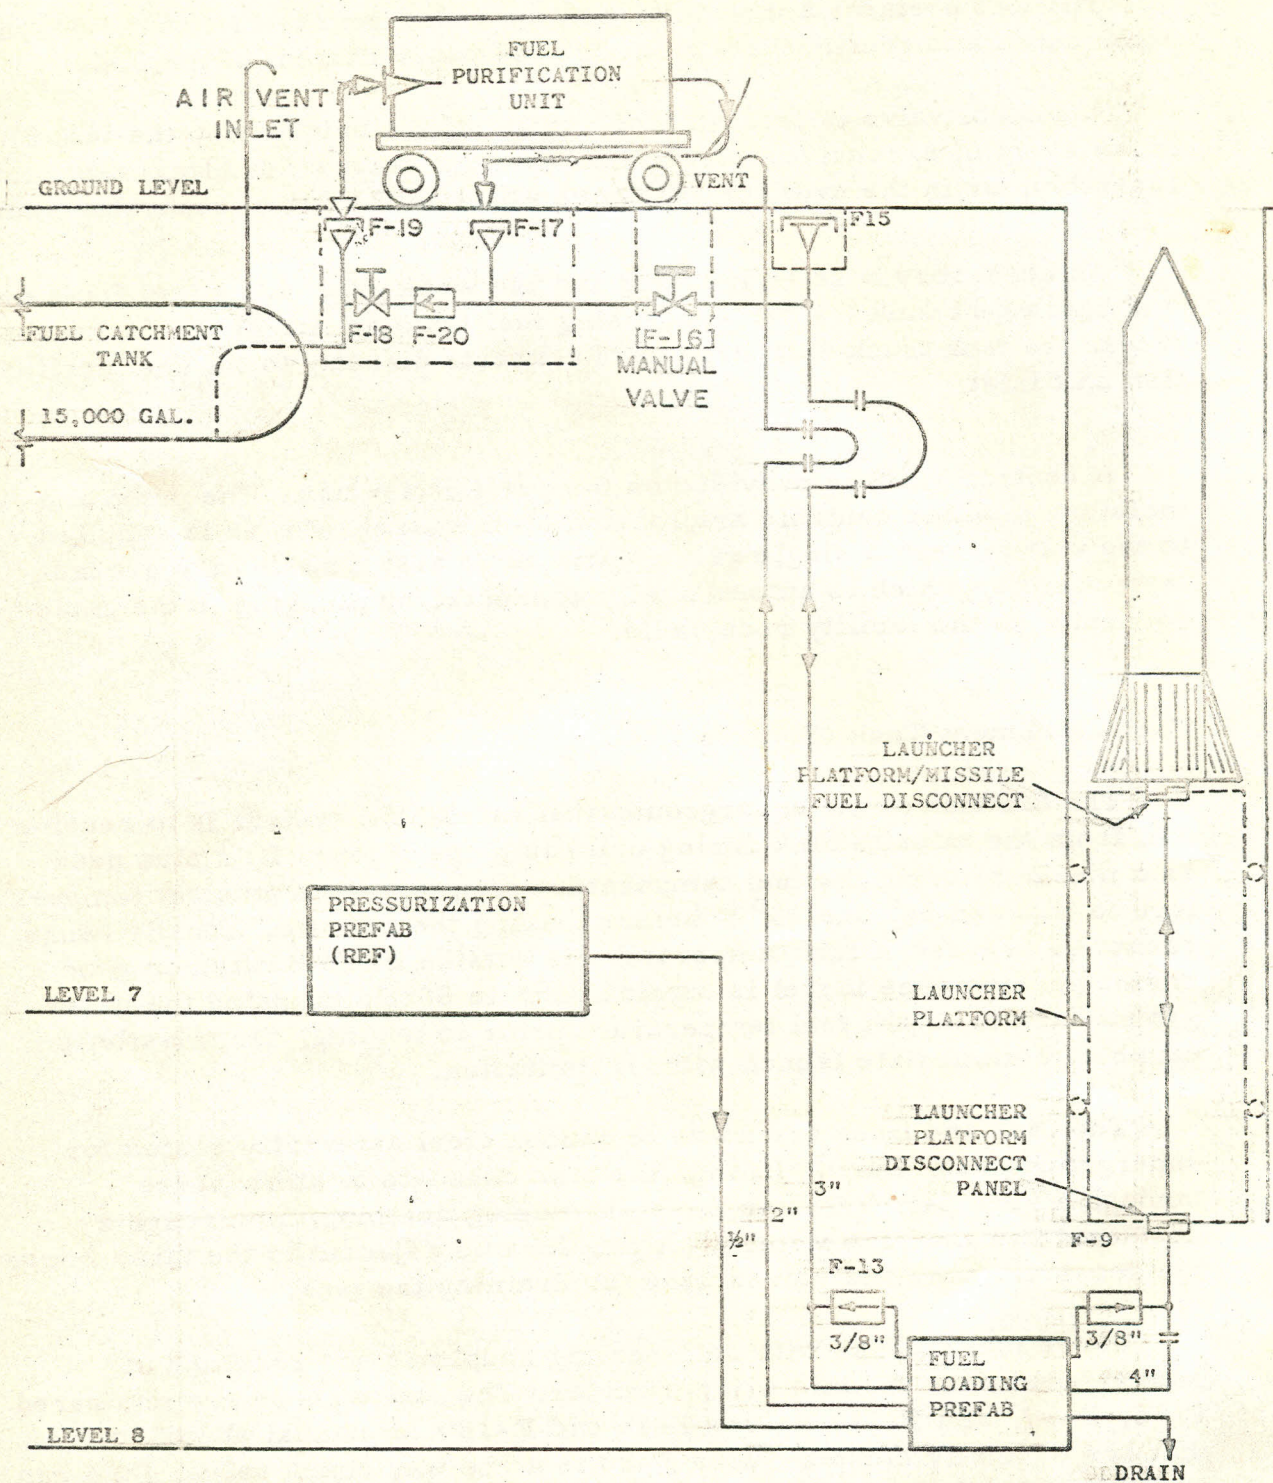 FUEL
PURIFICATION
UNIT
AIR VENT
INLET
GROUND LEVEL
VENT
F-19
F-17
F15
F-18
F-20
[F-16]
MANUAL
VALVE
FUEL CATCHMENT
TANK
15,000 GAL.
LAUNCHER
PLATFORM/MISSILE
FUEL DISCONNECT
PRESSURIZATION
PREFAB
(REF)
LEVEL 7
LAUNCHER
PLATFORM
LAUNCHER
PLATFORM
DISCONNECT
PANEL
3"
2"
½"
F-9
F-13
3/8"
3/8"
4"
FUEL
LOADING
PREFAB
LEVEL 8
DRAIN